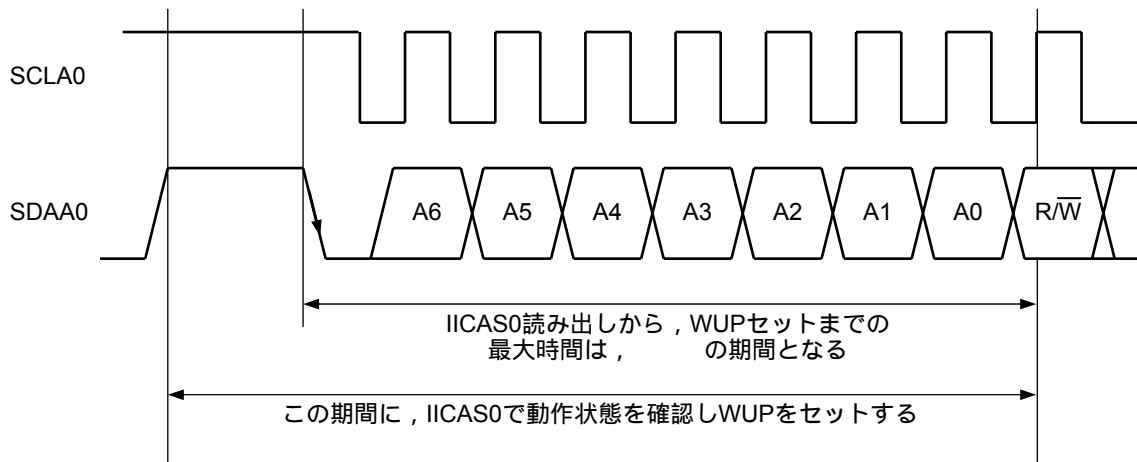 SCLA0
SDAA0
A6 A5 A4 A3 A2 A1 A0 R/W̅
IICAS0読み出しから，WUPセットまでの
最大時間は，　　　の期間となる
この期間に，IICAS0で動作状態を確認しWUPをセットする